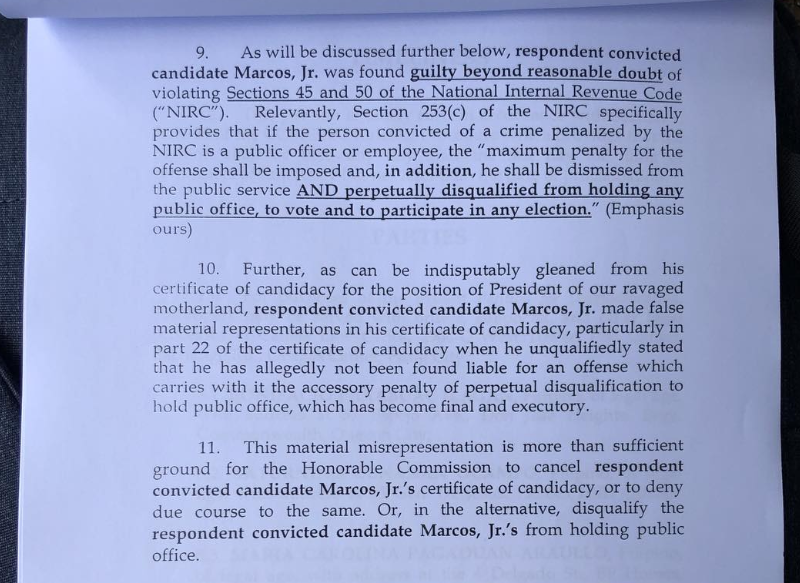 9. As will be discussed further below, respondent convicted
candidate Marcos, Jr. was found guilty beyond reasonable doubt of
violating Sections 45 and 50 of the National Internal Revenue Code
("NIRC"). Relevantly, Section 253(c) of the NIRC specifically
provides that if the person convicted of a crime penalized by the
NIRC is a public officer or employee, the "maximum penalty for the
offense shall be imposed and, in addition, he shall be dismissed from
the public service AND perpetually disqualified from holding any
public office, to vote and to participate in any election." (Emphasis
ours)
10. Further, as can be indisputably gleaned from his
certificate of candidacy for the position of President of our ravaged
motherland, respondent convicted candidate Marcos, Jr. made false
material representations in his certificate of candidacy, particularly in
part 22 of the certificate of candidacy when he unqualifiedly stated
that he has allegedly not been found liable for an offense which
carries with it the accessory penalty of perpetual disqualification to
hold public office, which has become final and executory.
11. This material misrepresentation is more than sufficient
ground for the Honorable Commission to cancel respondent
convicted candidate Marcos, Jr.'s certificate of candidacy, or to deny
due course to the same. Or, in the alternative, disqualify the
respondent convicted candidate Marcos, Jr.'s from holding public
office.